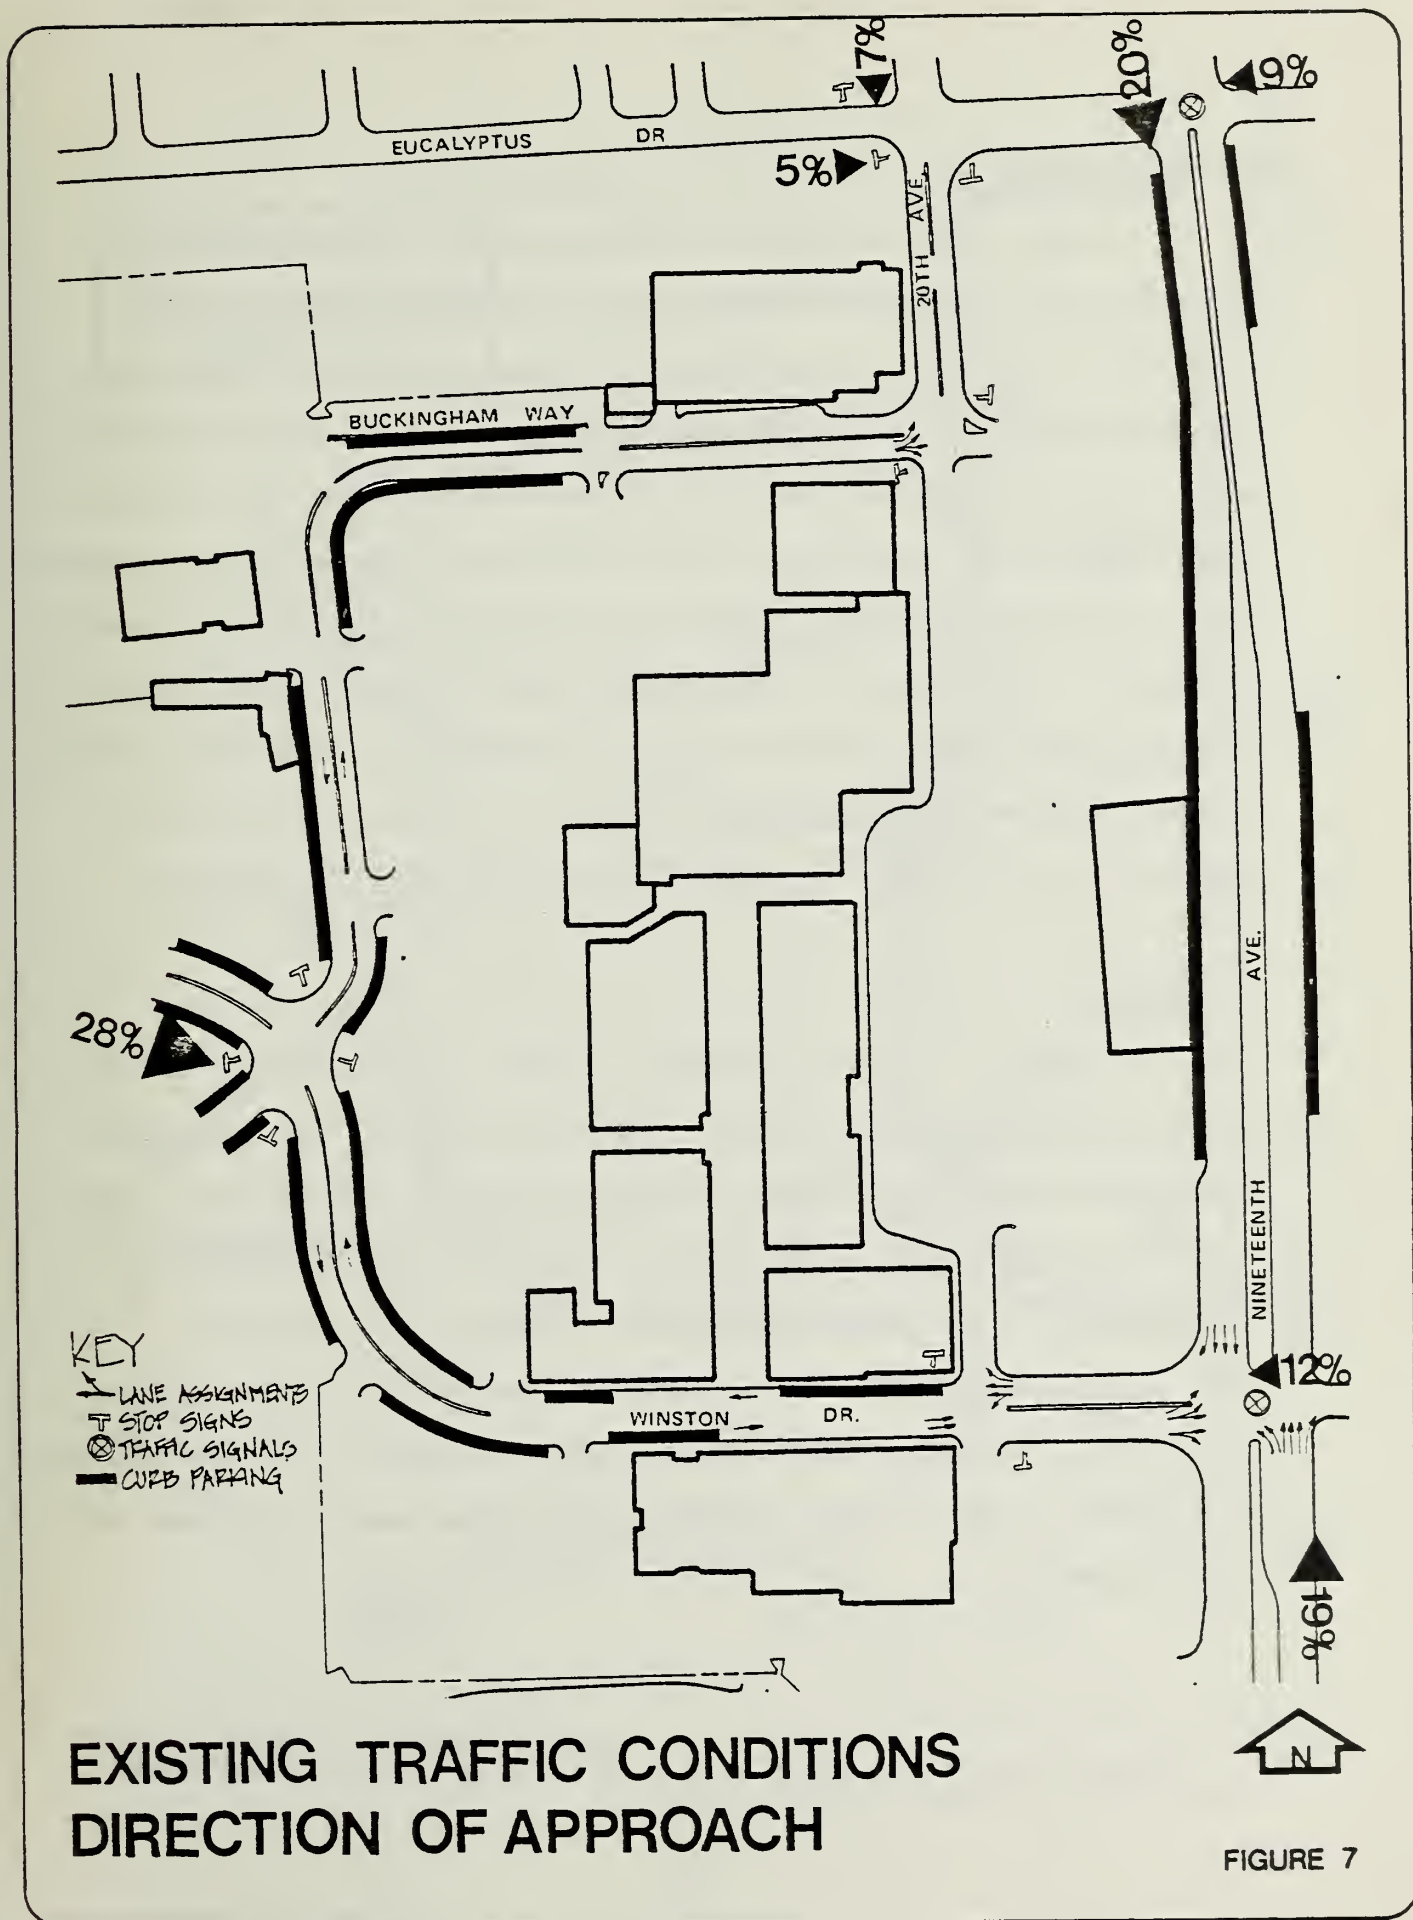 7%
20%
9%
EUCALYPTUS DR
5%
20TH AVE
BUCKINGHAM WAY
28%
NINETEENTH AVE.
KEY
LANE ASSIGNMENTS
STOP SIGNS
TRAFFIC SIGNALS
CURB PARKING
12%
WINSTON DR.
19%
EXISTING TRAFFIC CONDITIONS
DIRECTION OF APPROACH
N
FIGURE 7